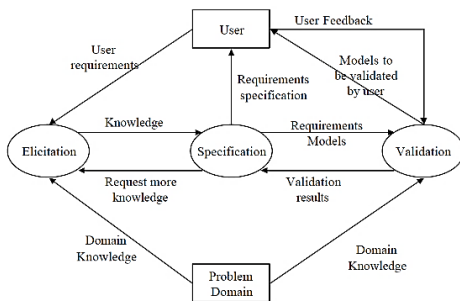 User Feedback
User
User
requirements
Models to
be validated
by user
Requirements
specification
Knowledge
Requirements
Models
Elicitation
Specification
Validation
Request more
knowledge
Validation
results
Domain
Knowledge
Domain
Knowledge
Problem
Domain